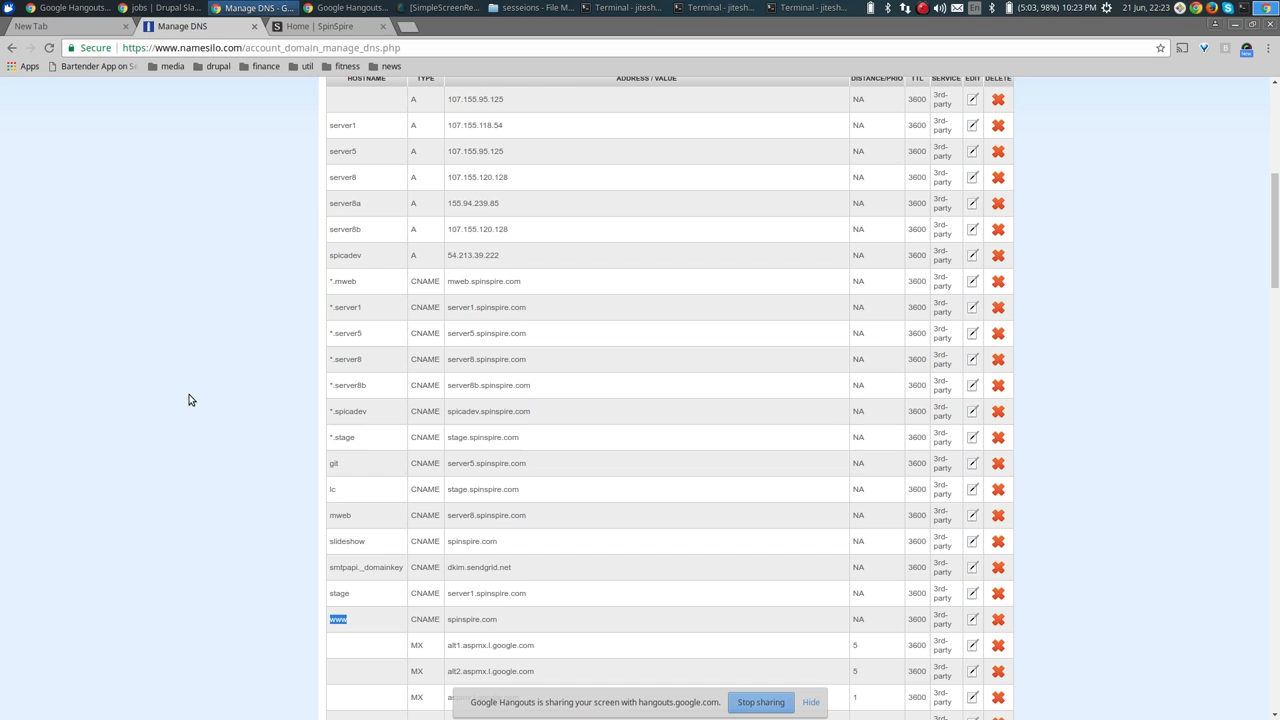 Google Hangouts
Jobs | Drupal Sla...
Manage DNS - G...
Google Hangouts ...
[SimpleScreenRe...
sesseions - File M...
Terminal - jitesh...
Terminal - jitesh...
Terminal - jitesh...
En
(5:03, 98%) 10:23 PM
21 Jun, 22:23
New Tab
Manage DNS
Home | SpinSpire
Secure
https://www.namesilo.com/account_domain_manage_dns.php
Apps
Bartender App on Se
media
drupal
finance
util
fitness
news
HOSTNAME TYPE ADDRESS / VALUE DISTANCE/PRIO TTL SERVICE EDIT DELETE
A 107.155.95.125 NA 3600 3rd-party
server1 A 107.155.118.54 NA 3600 3rd-party
server5 A 107.155.95.125 NA 3600 3rd-party
server8 A 107.155.120.128 NA 3600 3rd-party
server8a A 155.94.239.85 NA 3600 3rd-party
server8b A 107.155.120.128 NA 3600 3rd-party
spicadev A 54.213.39.222 NA 3600 3rd-party
*.mweb CNAME mweb.spinspire.com NA 3600 3rd-party
*.server1 CNAME server1.spinspire.com NA 3600 3rd-party
*.server5 CNAME server5.spinspire.com NA 3600 3rd-party
*.server8 CNAME server8.spinspire.com NA 3600 3rd-party
*.server8b CNAME server8b.spinspire.com NA 3600 3rd-party
*.spicadev CNAME spicadev.spinspire.com NA 3600 3rd-party
*.stage CNAME stage.spinspire.com NA 3600 3rd-party
git CNAME server5.spinspire.com NA 3600 3rd-party
lc CNAME stage.spinspire.com NA 3600 3rd-party
mweb CNAME server8.spinspire.com NA 3600 3rd-party
slideshow CNAME spinspire.com NA 3600 3rd-party
smtpapi._domainkey CNAME dkim.sendgrid.net NA 3600 3rd-party
stage CNAME server1.spinspire.com NA 3600 3rd-party
www CNAME spinspire.com NA 3600 3rd-party
MX alt1.aspmx.l.google.com 5 3600 3rd-party
MX alt2.aspmx.l.google.com 5 3600 3rd-party
MX 1 3600 3rd-party
Google Hangouts is sharing your screen with hangouts.google.com.
Stop sharing
Hide